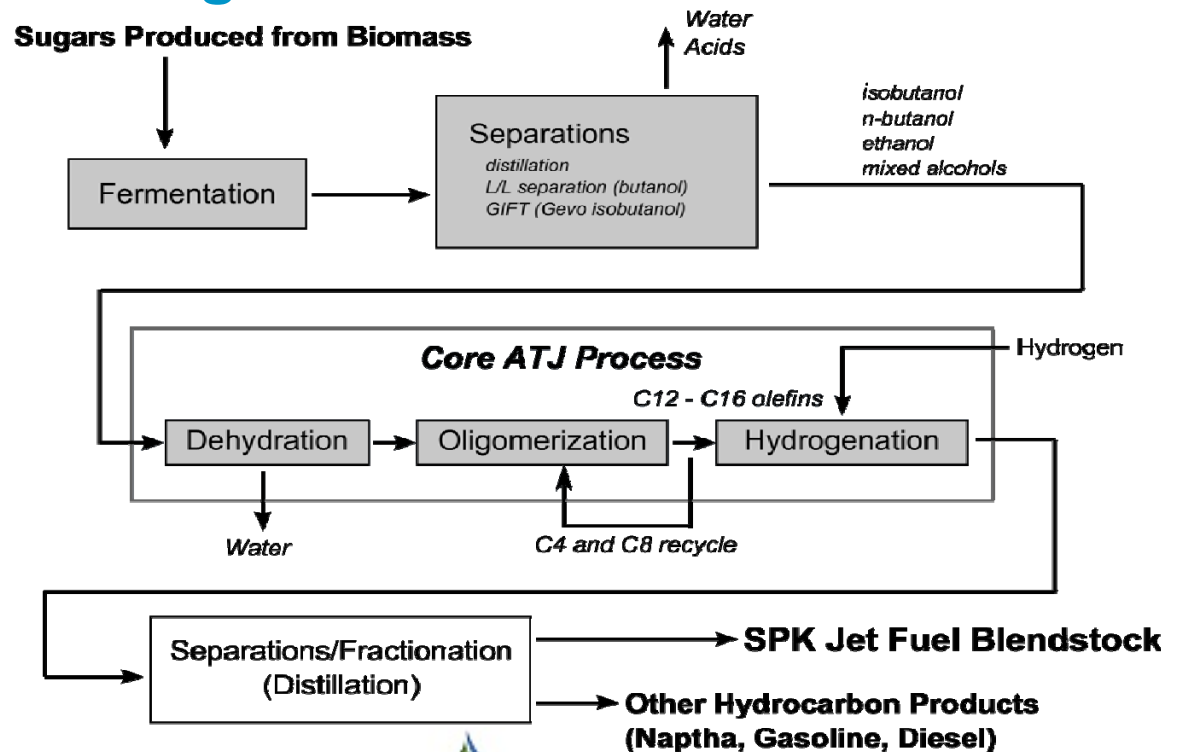 Sugars Produced from Biomass
Water
Acids
Separations
distillation
L/L separation (butanol)
GIFT (Gevo isobutanol)
isobutanol
n-butanol
ethanol
mixed alcohols
Fermentation
Core ATJ Process
Hydrogen
C12 - C16 olefins
Dehydration
Oligomerization
Hydrogenation
Water
C4 and C8 recycle
Separations/Fractionation
(Distillation)
SPK Jet Fuel Blendstock
Other Hydrocarbon Products
(Naptha, Gasoline, Diesel)